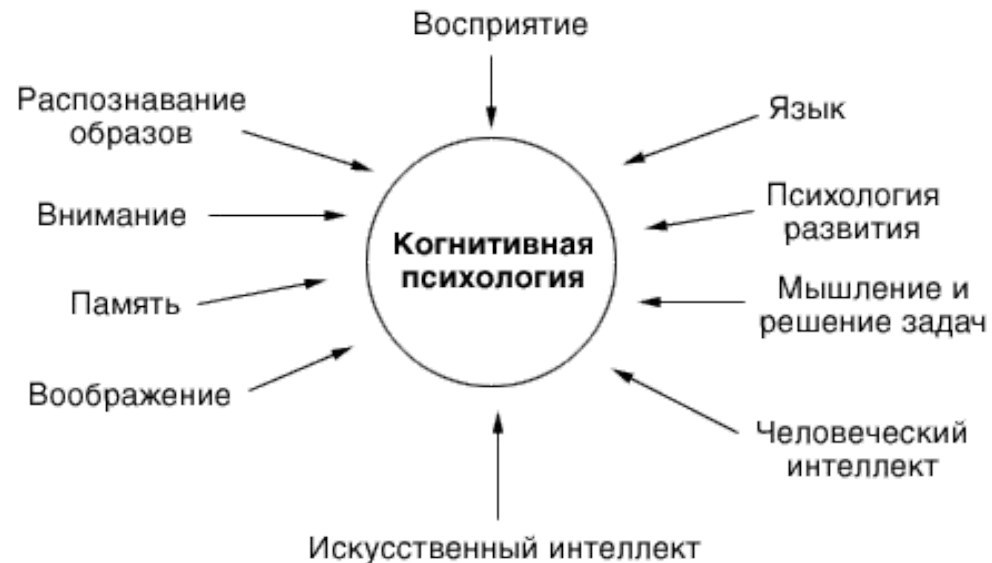 Восприятие
Распознавание
образов
Язык
Внимание
Психология
развития
Когнитивная
психология
Память
Мышление и
решение задач
Воображение
Человеческий
интеллект
Искусственный интеллект